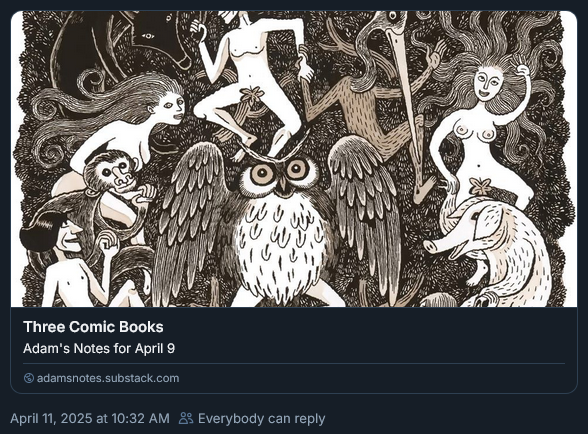 Three Comic Books
Adam's Notes for April 9
adamsnotes.substack.com
April 11, 2025 at 10:32 AM Everybody can reply